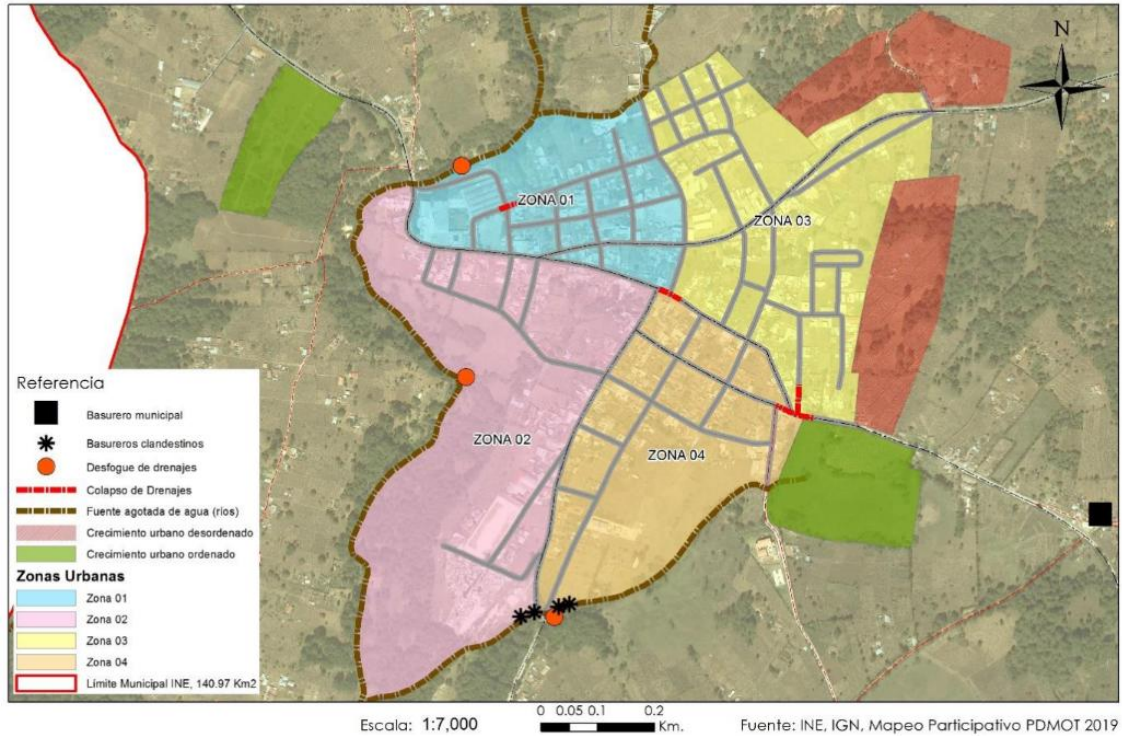 N
ZONA 01
ZONA 03
ZONA 02
ZONA 04
Referencia
Basurero municipal
Basureros clandestinos
Desfogue de drenajes
Colapso de Drenajes
Fuente agotada de agua (ríos)
Crecimiento urbano desordenado
Crecimiento urbano ordenado
Zonas Urbanas
Zona 01
Zona 02
Zona 03
Zona 04
Límite Municipal INE, 140.97 Km2
Escala: 1:7,000
0 0.05 0.1 0.2
Km.
Fuente: INE, IGN, Mapeo Participativo PDMOT 2019